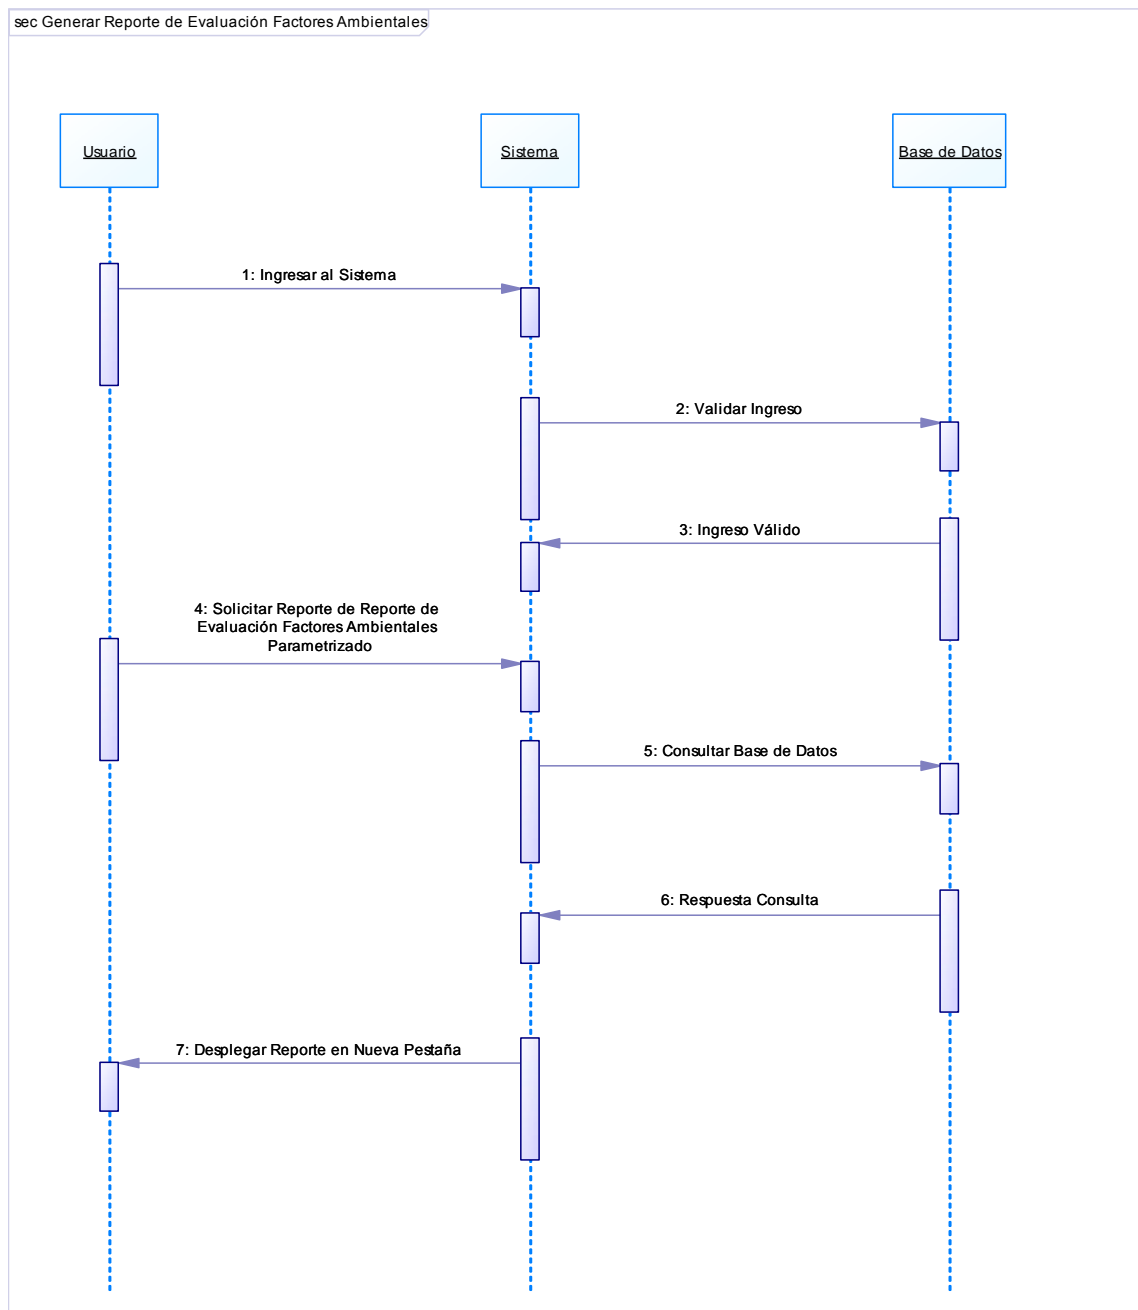 sec Generar Reporte de Evaluación Factores Ambientales
Usuario
Sistema
Base de Datos
1: Ingresar al Sistema
2: Validar Ingreso
3: Ingreso Válido
4: Solicitar Reporte de Reporte de
Evaluación Factores Ambientales
Parametrizado
5: Consultar Base de Datos
6: Respuesta Consulta
7: Desplegar Reporte en Nueva Pestaña